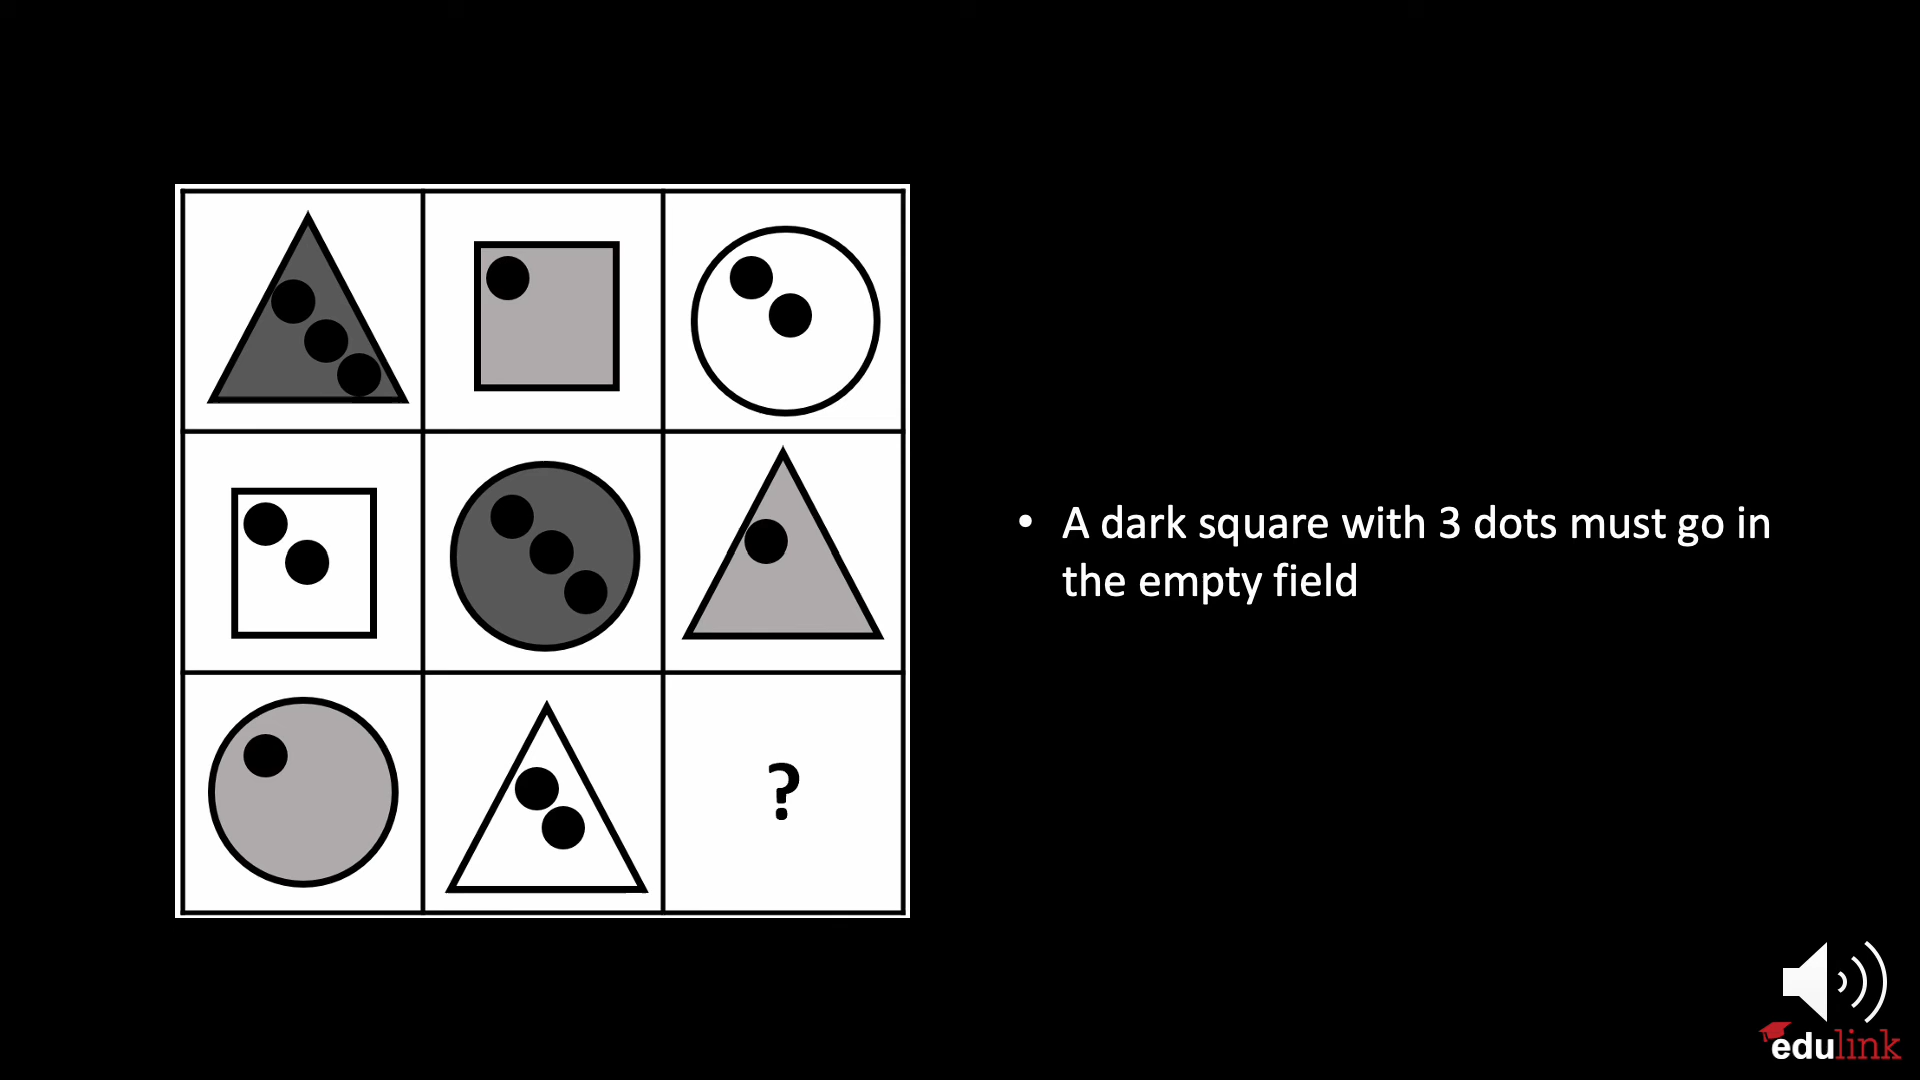 ?
• A dark square with 3 dots must go in
the empty field
edulink